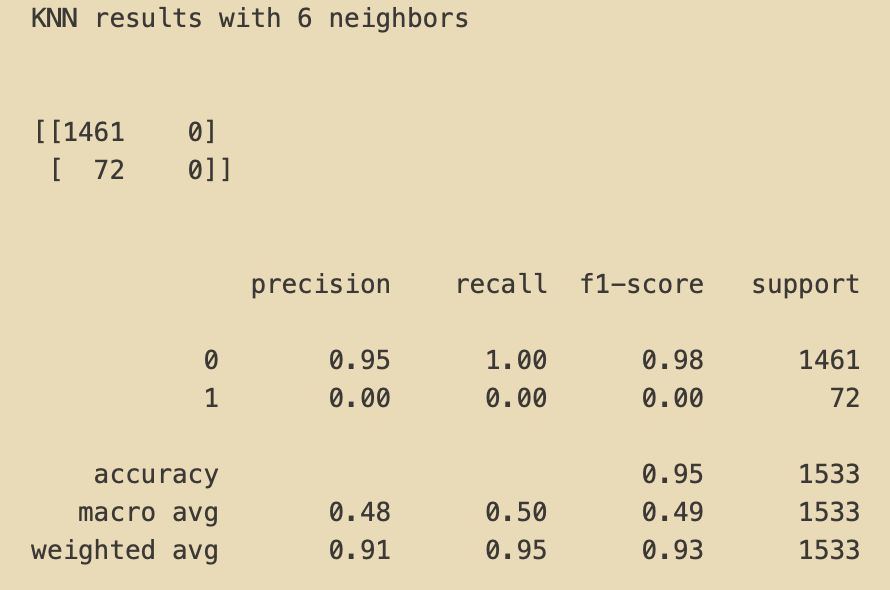 KNN results with 6 neighbors
[[1461    0]
 [  72    0]]
              precision    recall  f1-score   support
           0       0.95      1.00      0.98      1461
           1       0.00      0.00      0.00        72
    accuracy                           0.95      1533
   macro avg       0.48      0.50      0.49      1533
weighted avg       0.91      0.95      0.93      1533